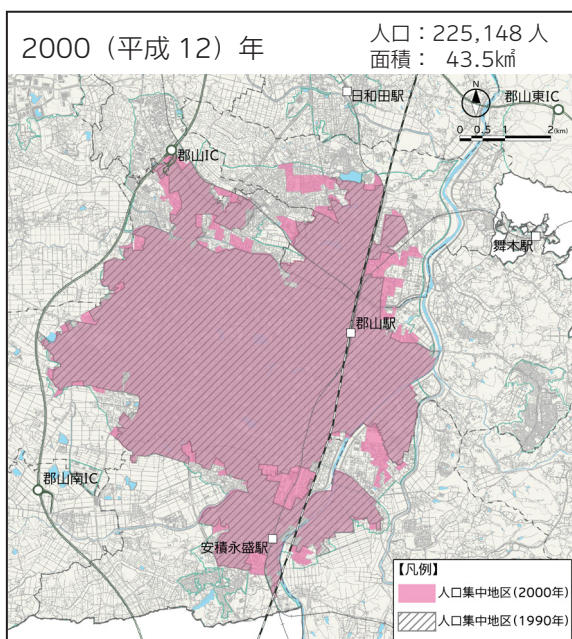 2000（平成 12）年
人口：225,148 人
面積： 43.5㎢
日和田駅
郡山東IC
N
0 0.5 1 2(km)
郡山IC
舞木駅
郡山駅
郡山南IC
安積永盛駅
【凡例】
人口集中地区(2000年)
人口集中地区(1990年)